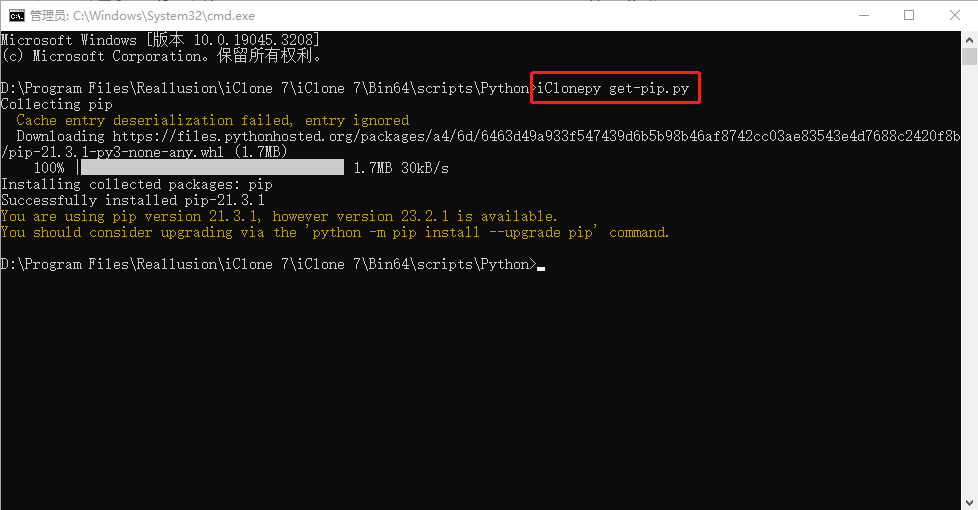 管理员: C:\Windows\System32\cmd.exe
Microsoft Windows [版本 10.0.19045.3208]
(c) Microsoft Corporation。保留所有权利。
D:\Program Files\Reallusion\iClone 7\iClone 7\Bin64\scripts\Python>iClonepy get-pip.py
Collecting pip
Cache entry deserialization failed, entry ignored
Downloading https://files.pythonhosted.org/packages/a4/6d/6463d49a933f547439d6b5b98b46af8742cc03ae83543e4d7688c2420f8b
/pip-21.3.1-py3-none-any.whl (1.7MB)
100% | 1.7MB 30kB/s
Installing collected packages: pip
Successfully installed pip-21.3.1
You are using pip version 21.3.1, however version 23.2.1 is available.
You should consider upgrading via the 'python -m pip install --upgrade pip' command.
D:\Program Files\Reallusion\iClone 7\iClone 7\Bin64\scripts\Python>